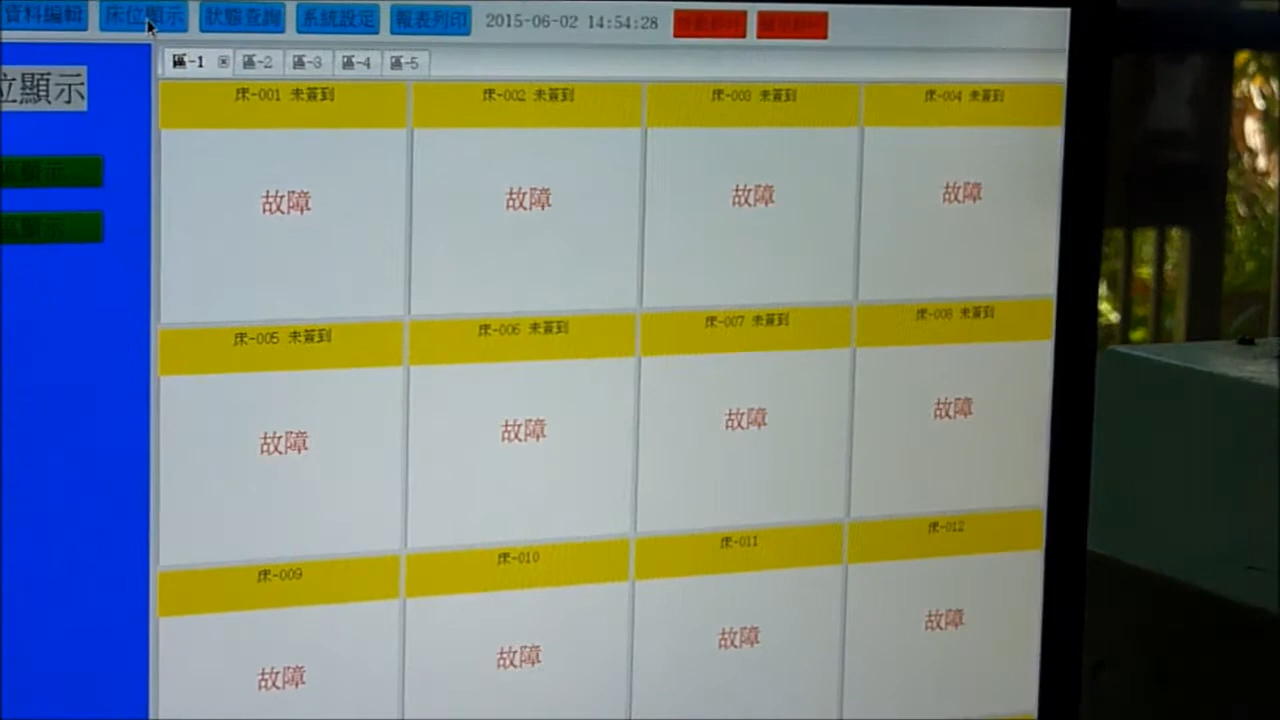 資料編輯 床位顯示 狀態查詢 系統設定 報表列印 2015-06-02 14:54:28
區-1 區-2 區-3 區-4 區-5
位顯示
床-001 未簽到 床-002 未簽到 床-003 未簽到 床-004 未簽到
故障 故障 故障 故障
床-005 未簽到 床-006 未簽到 床-007 未簽到 床-008 未簽到
故障 故障 故障 故障
床-009 床-010 床-011 床-012
故障 故障 故障 故障